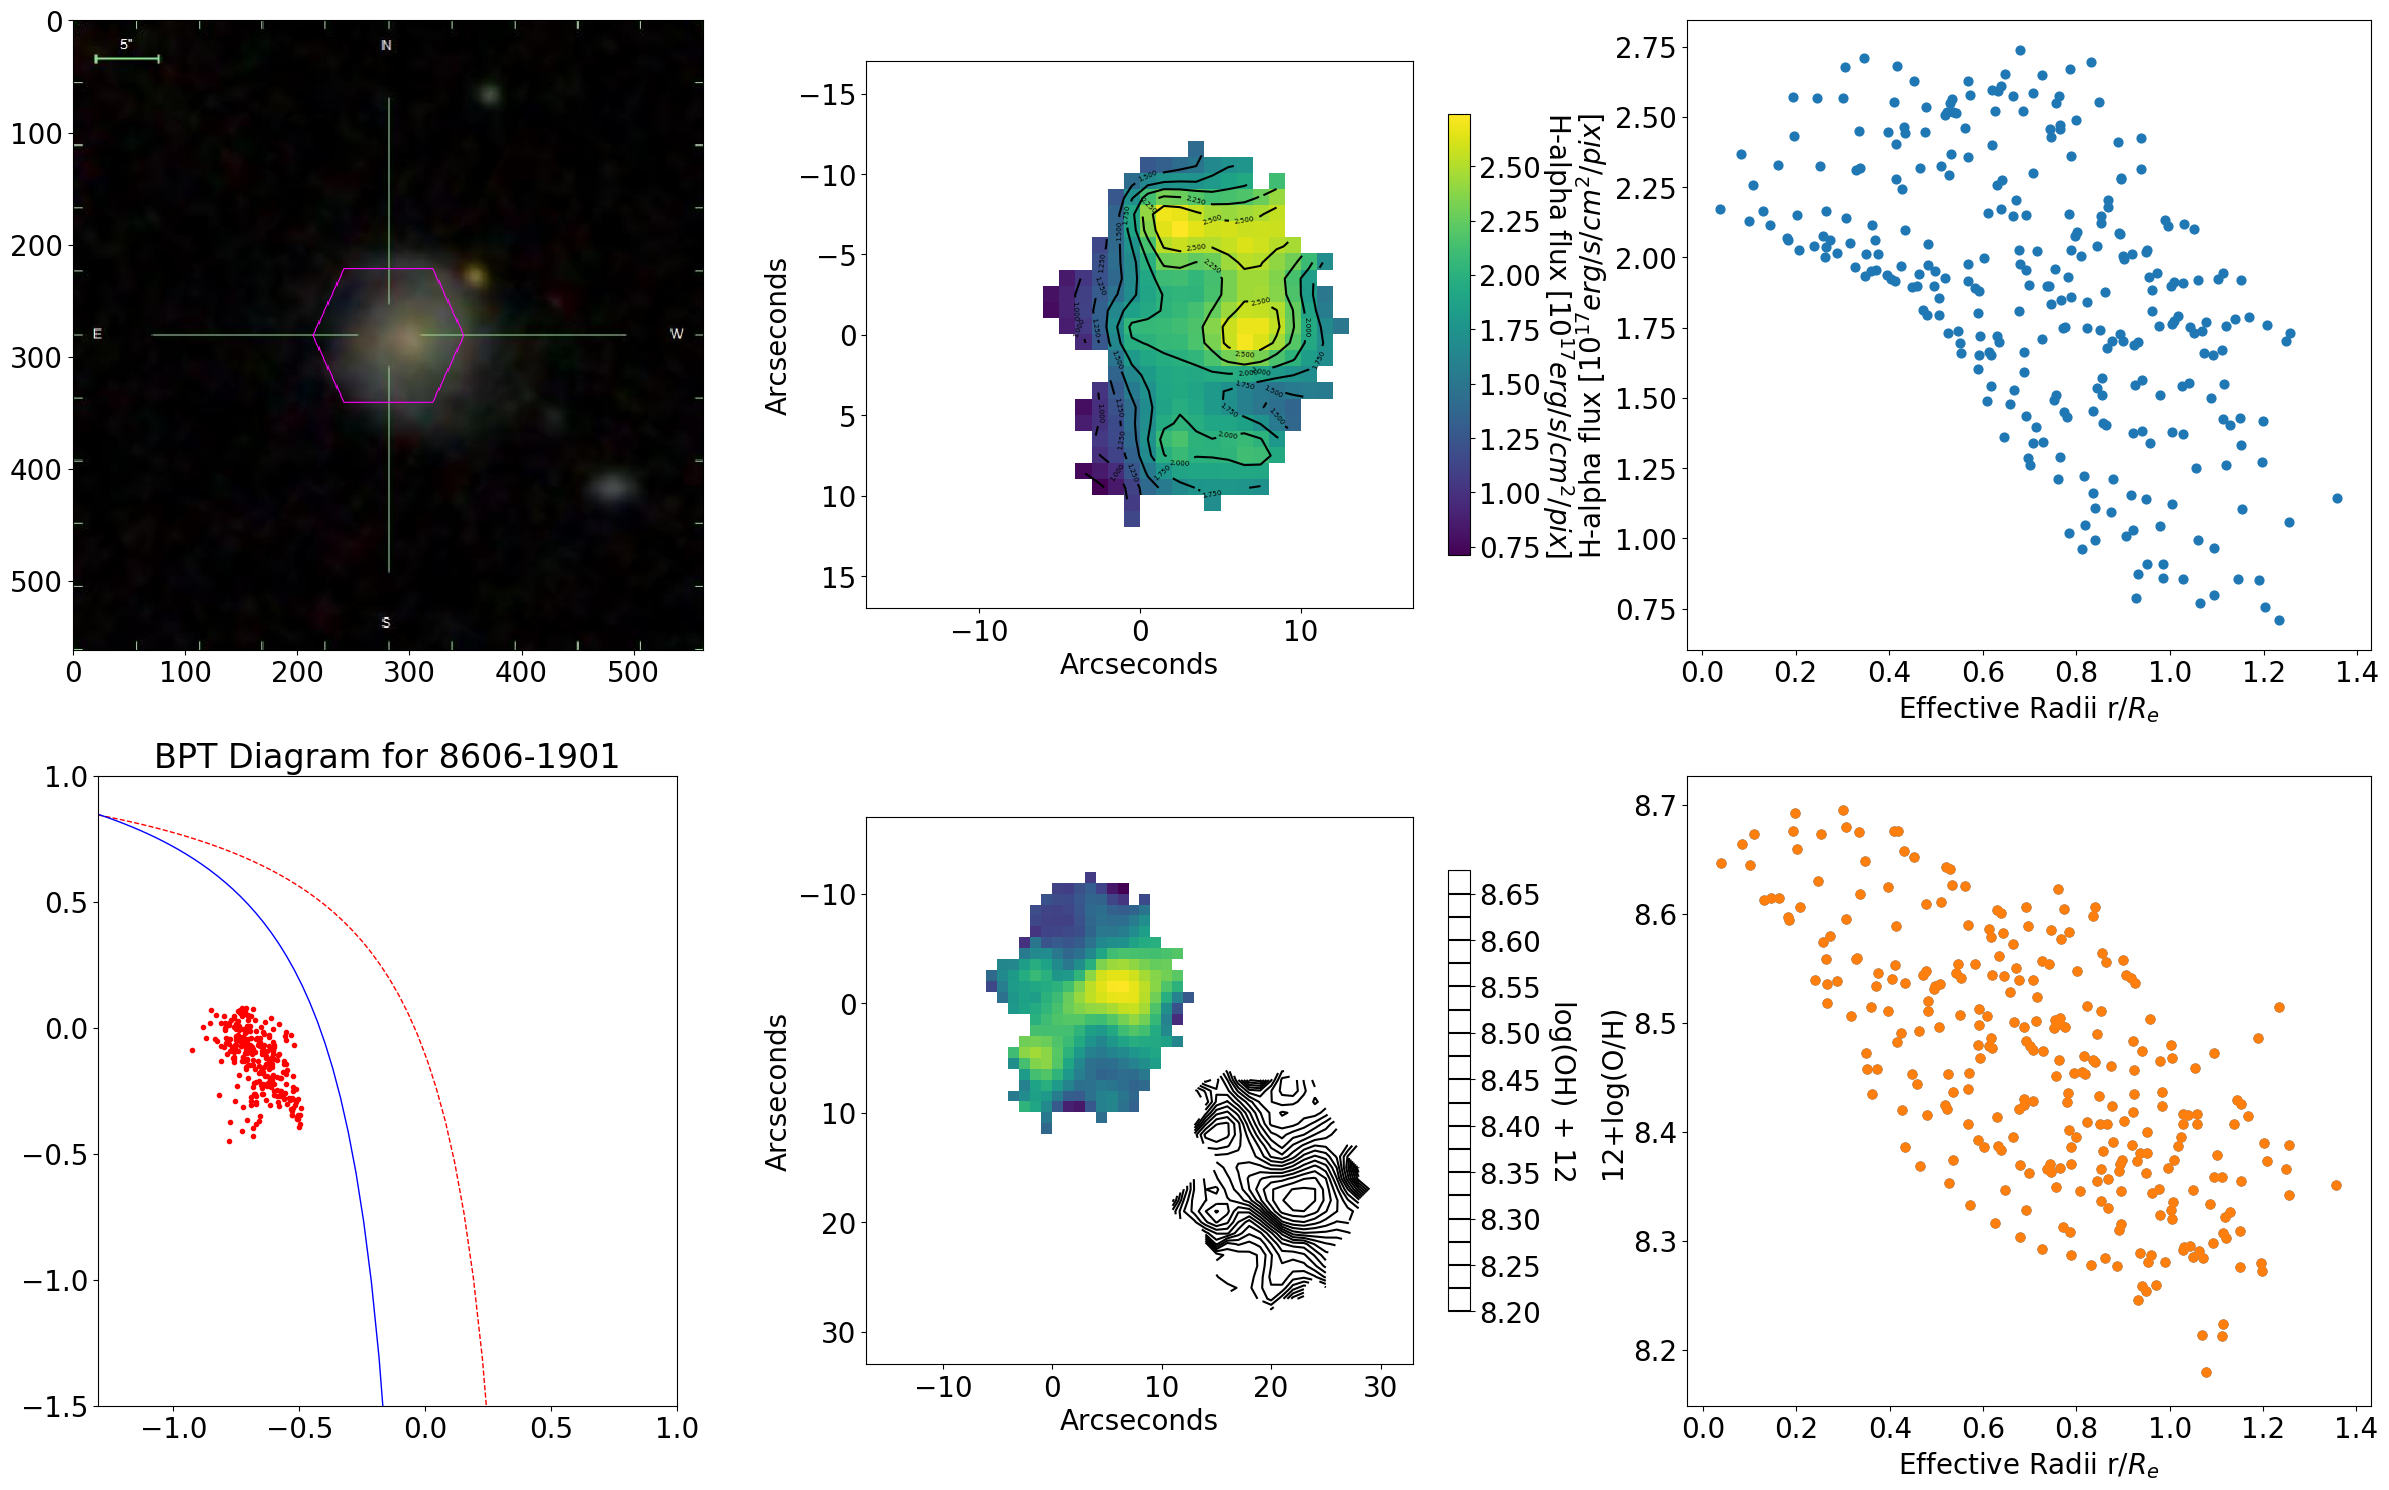 0
100
200
300
400
500
0 100 200 300 400 500
5"
N
E
W
S
−15
−10
−5
0
5
10
15
−10 0 10
Arcseconds
Arcseconds
2.50
2.25
2.00
1.75
1.50
1.25
1.00
0.75
H-alpha flux [10^17 erg/s/cm^2/pix]
H-alpha flux [10^17 erg/s/cm^2/pix]
2.75
2.50
2.25
2.00
1.75
1.50
1.25
1.00
0.75
0.0 0.2 0.4 0.6 0.8 1.0 1.2 1.4
Effective Radii r/R_e
BPT Diagram for 8606-1901
1.0
0.5
0.0
−0.5
−1.0
−1.5
−1.0 −0.5 0.0 0.5 1.0
−10
0
10
20
30
−10 0 10 20 30
Arcseconds
Arcseconds
8.65
8.60
8.55
8.50
8.45
8.40
8.35
8.30
8.25
8.20
log(OH) + 12
12+log(O/H)
8.7
8.6
8.5
8.4
8.3
8.2
0.0 0.2 0.4 0.6 0.8 1.0 1.2 1.4
Effective Radii r/R_e